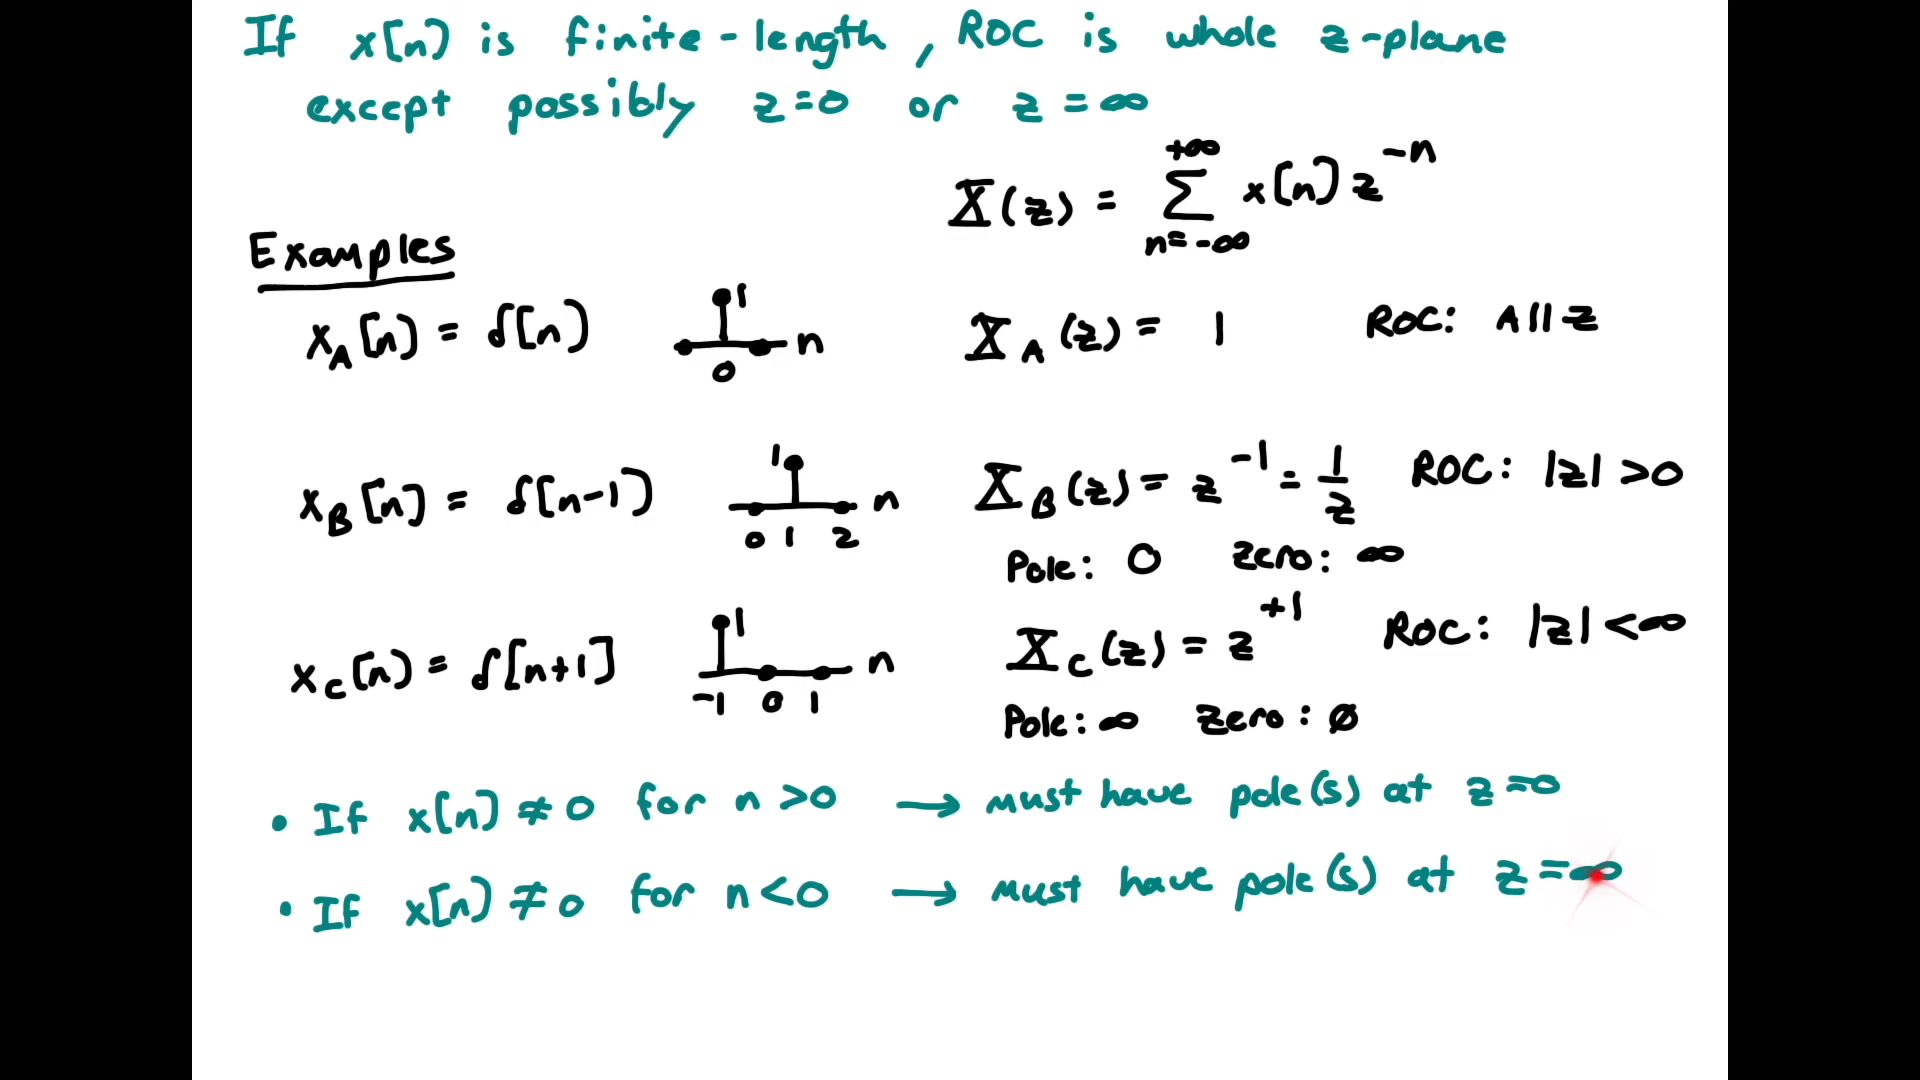 If x[n] is finite-length, ROC is whole z-plane
except possibly z=0 or z=∞
X(z) = Σ x[n] z^-n
+∞
n=-∞
Examples
x_A[n] = δ[n] 1 n X_A(z) = 1 ROC: All z
0
x_B[n] = δ[n-1] 1 n X_B(z) = z^-1 = 1/z ROC: |z| >0
0 1 2
Pole: 0 Zero: ∞
x_C[n] = δ[n+1] 1 n X_C(z) = z^+1 ROC: |z| <∞
-1 0 1
Pole: ∞ Zero: 0
• If x[n] ≠ 0 for n >0 → must have pole(s) at z=0
• If x[n] ≠ 0 for n <0 → must have pole(s) at z=∞